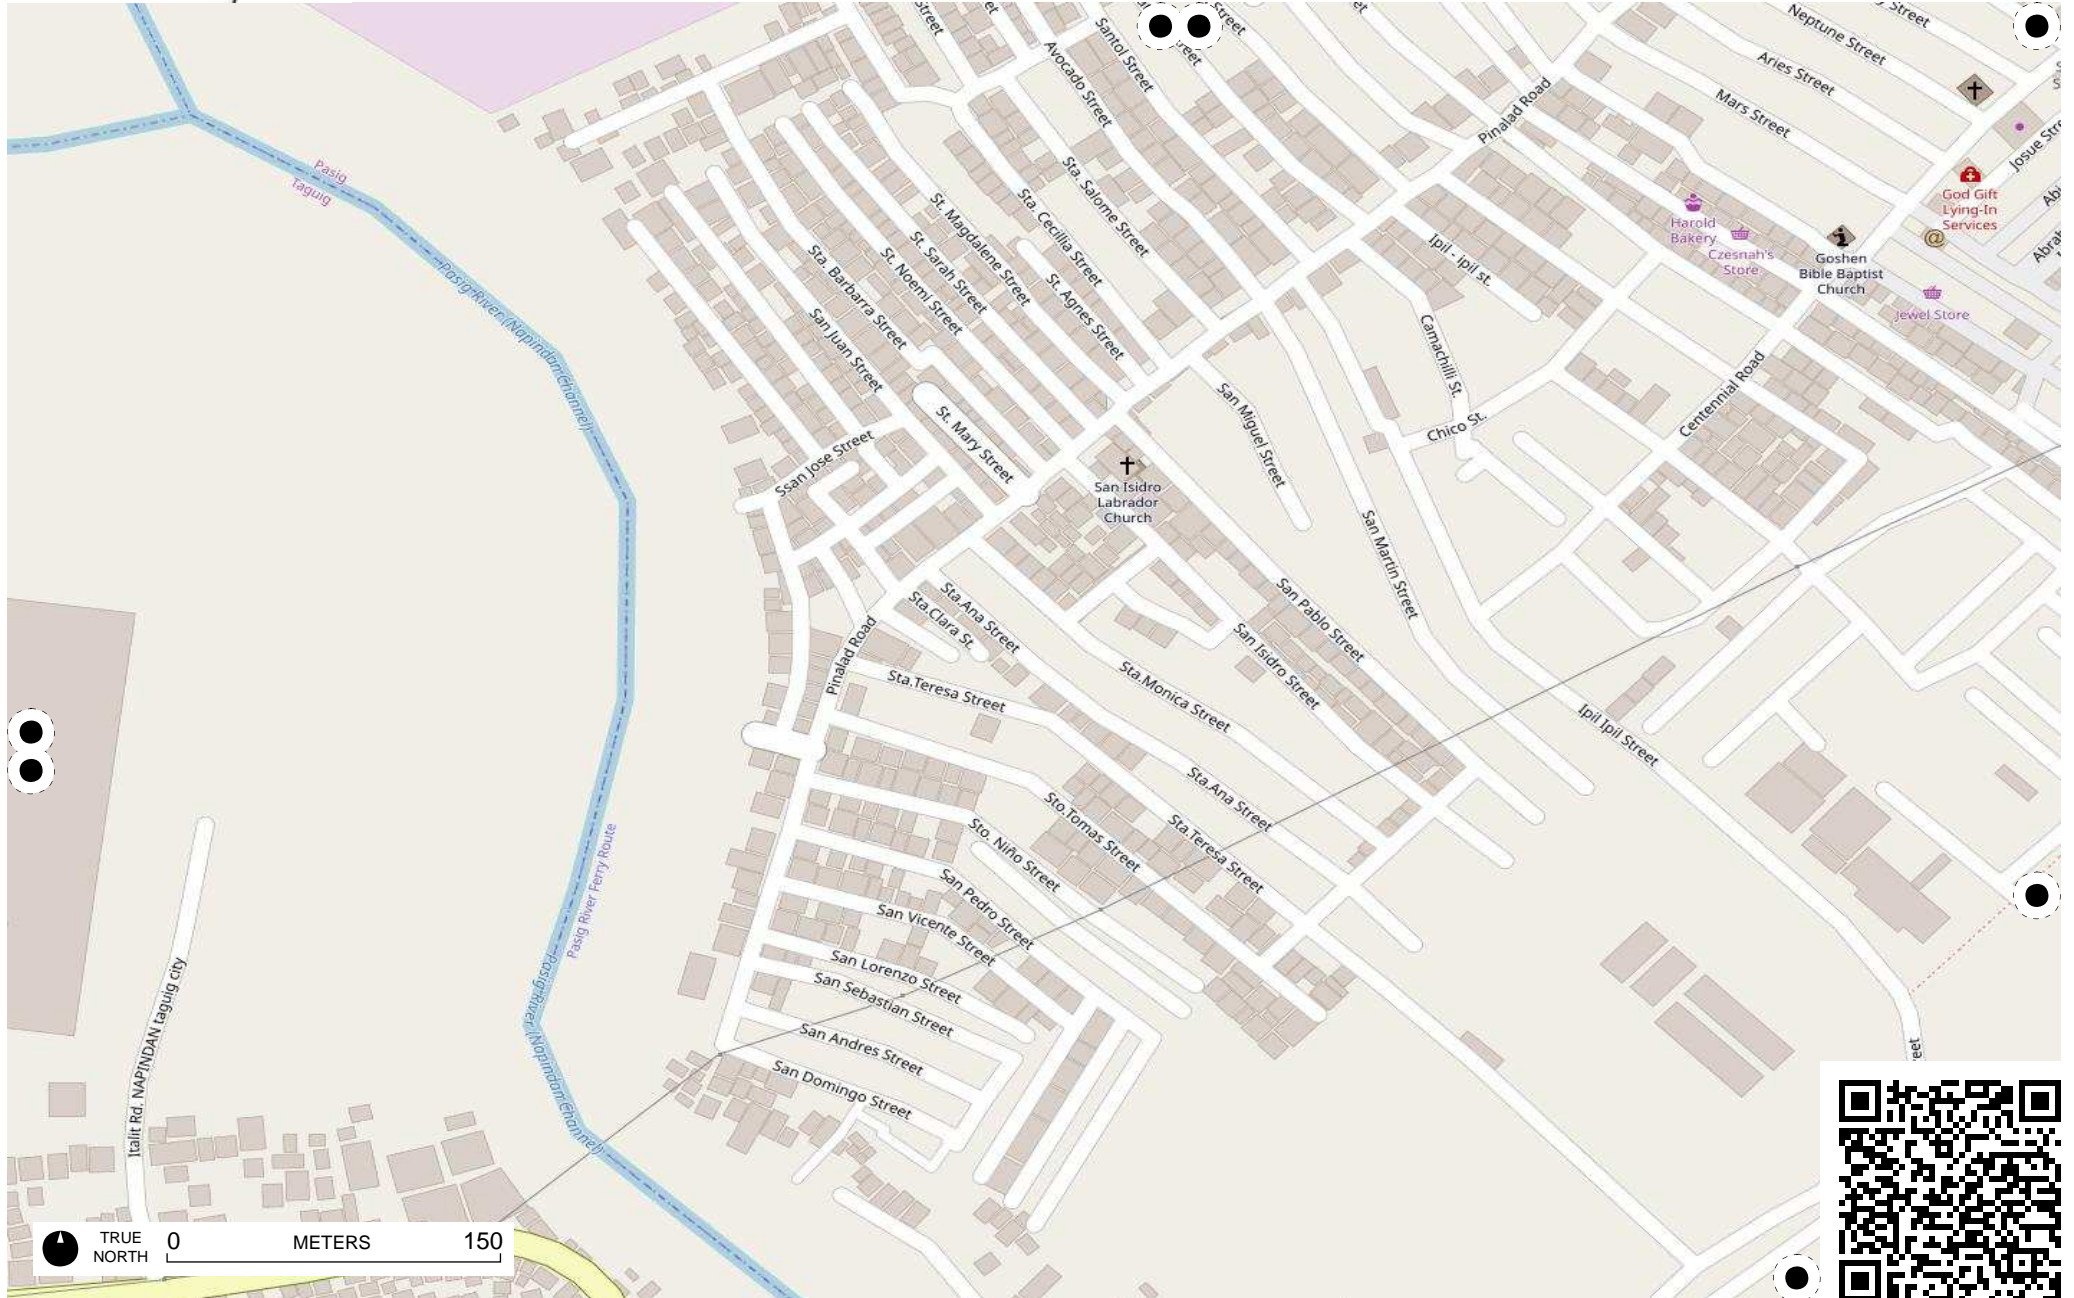 Street
Avocado Street
Santol Street
Street
Neptune Street
Street
Aries Street
Mars Street
Pinalad Road
Josue Stre
Abi
Abrah
God Gift
Lying-In
Services
@
Harold
Bakery
Czesnah's
Store
Goshen
Bible Baptist
Church
Jewel Store
Pasig
Taguig
Pasig River (Napindan Channel)
Sta. Salome Street
Sta. Cecillia Street
St. Magdalene Street
St. Sarah Street
St. Noemi Street
St. Agnes Street
Sta. Barbarra Street
San Juan Street
Ipil - ipil st.
Camachilli St.
Chico St.
Centennial Road
San Miguel Street
St. Mary Street
Ssan Jose Street
San Isidro
Labrador
Church
San Martin Street
San Pablo Street
San Isidro Street
Sta.Ana Street
Sta.Clara St.
Pinalad Road
Sta.Teresa Street
Sta.Monica Street
Ipil Ipil Street
Sta.Ana Street
Sta.Teresa Street
Sto.Tomas Street
Sto. Niño Street
San Pedro Street
San Vicente Street
San Lorenzo Street
San Sebastian Street
San Andres Street
San Domingo Street
Pasig River Ferry Route
Pasig River (Napindan Channel)
Italit Rd. NAPINDAN taguig city
eet
TRUE
NORTH
0
METERS
150